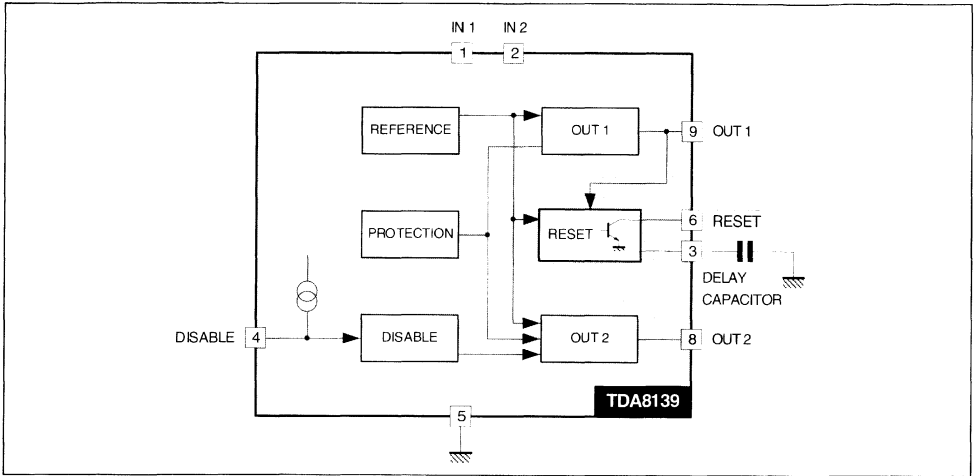 IN 1 IN 2
1 2
REFERENCE
OUT 1
9 OUT 1
PROTECTION
RESET
6 RESET
3
DELAY
CAPACITOR
DISABLE 4
DISABLE
OUT 2
8 OUT 2
TDA8139
5